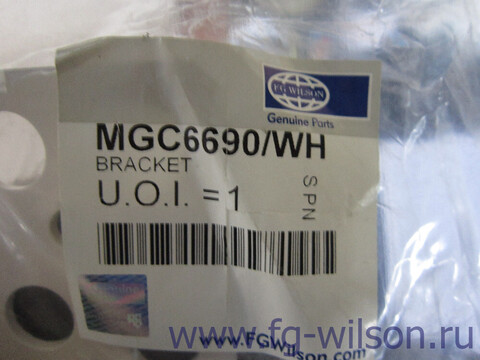 FG·WILSON
Genuine Parts
MGC6690/WH
BRACKET
U.O.I. = 1
SPN
www.FGWilson.com
www.fg-wilson.ru